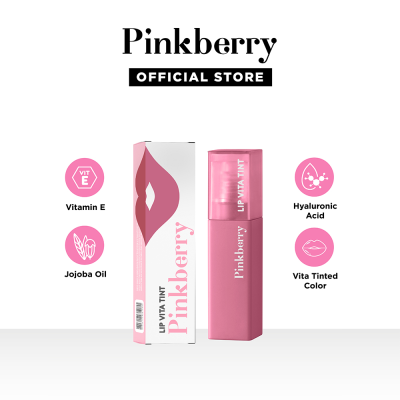 Pinkberry
OFFICIAL STORE
VIT
E
Vitamin E
Jojoba Oil
LIP VITA TINT
Pinkberry
LIP VITA TINT
Pinkberry
Hyaluronic
Acid
Vita Tinted
Color